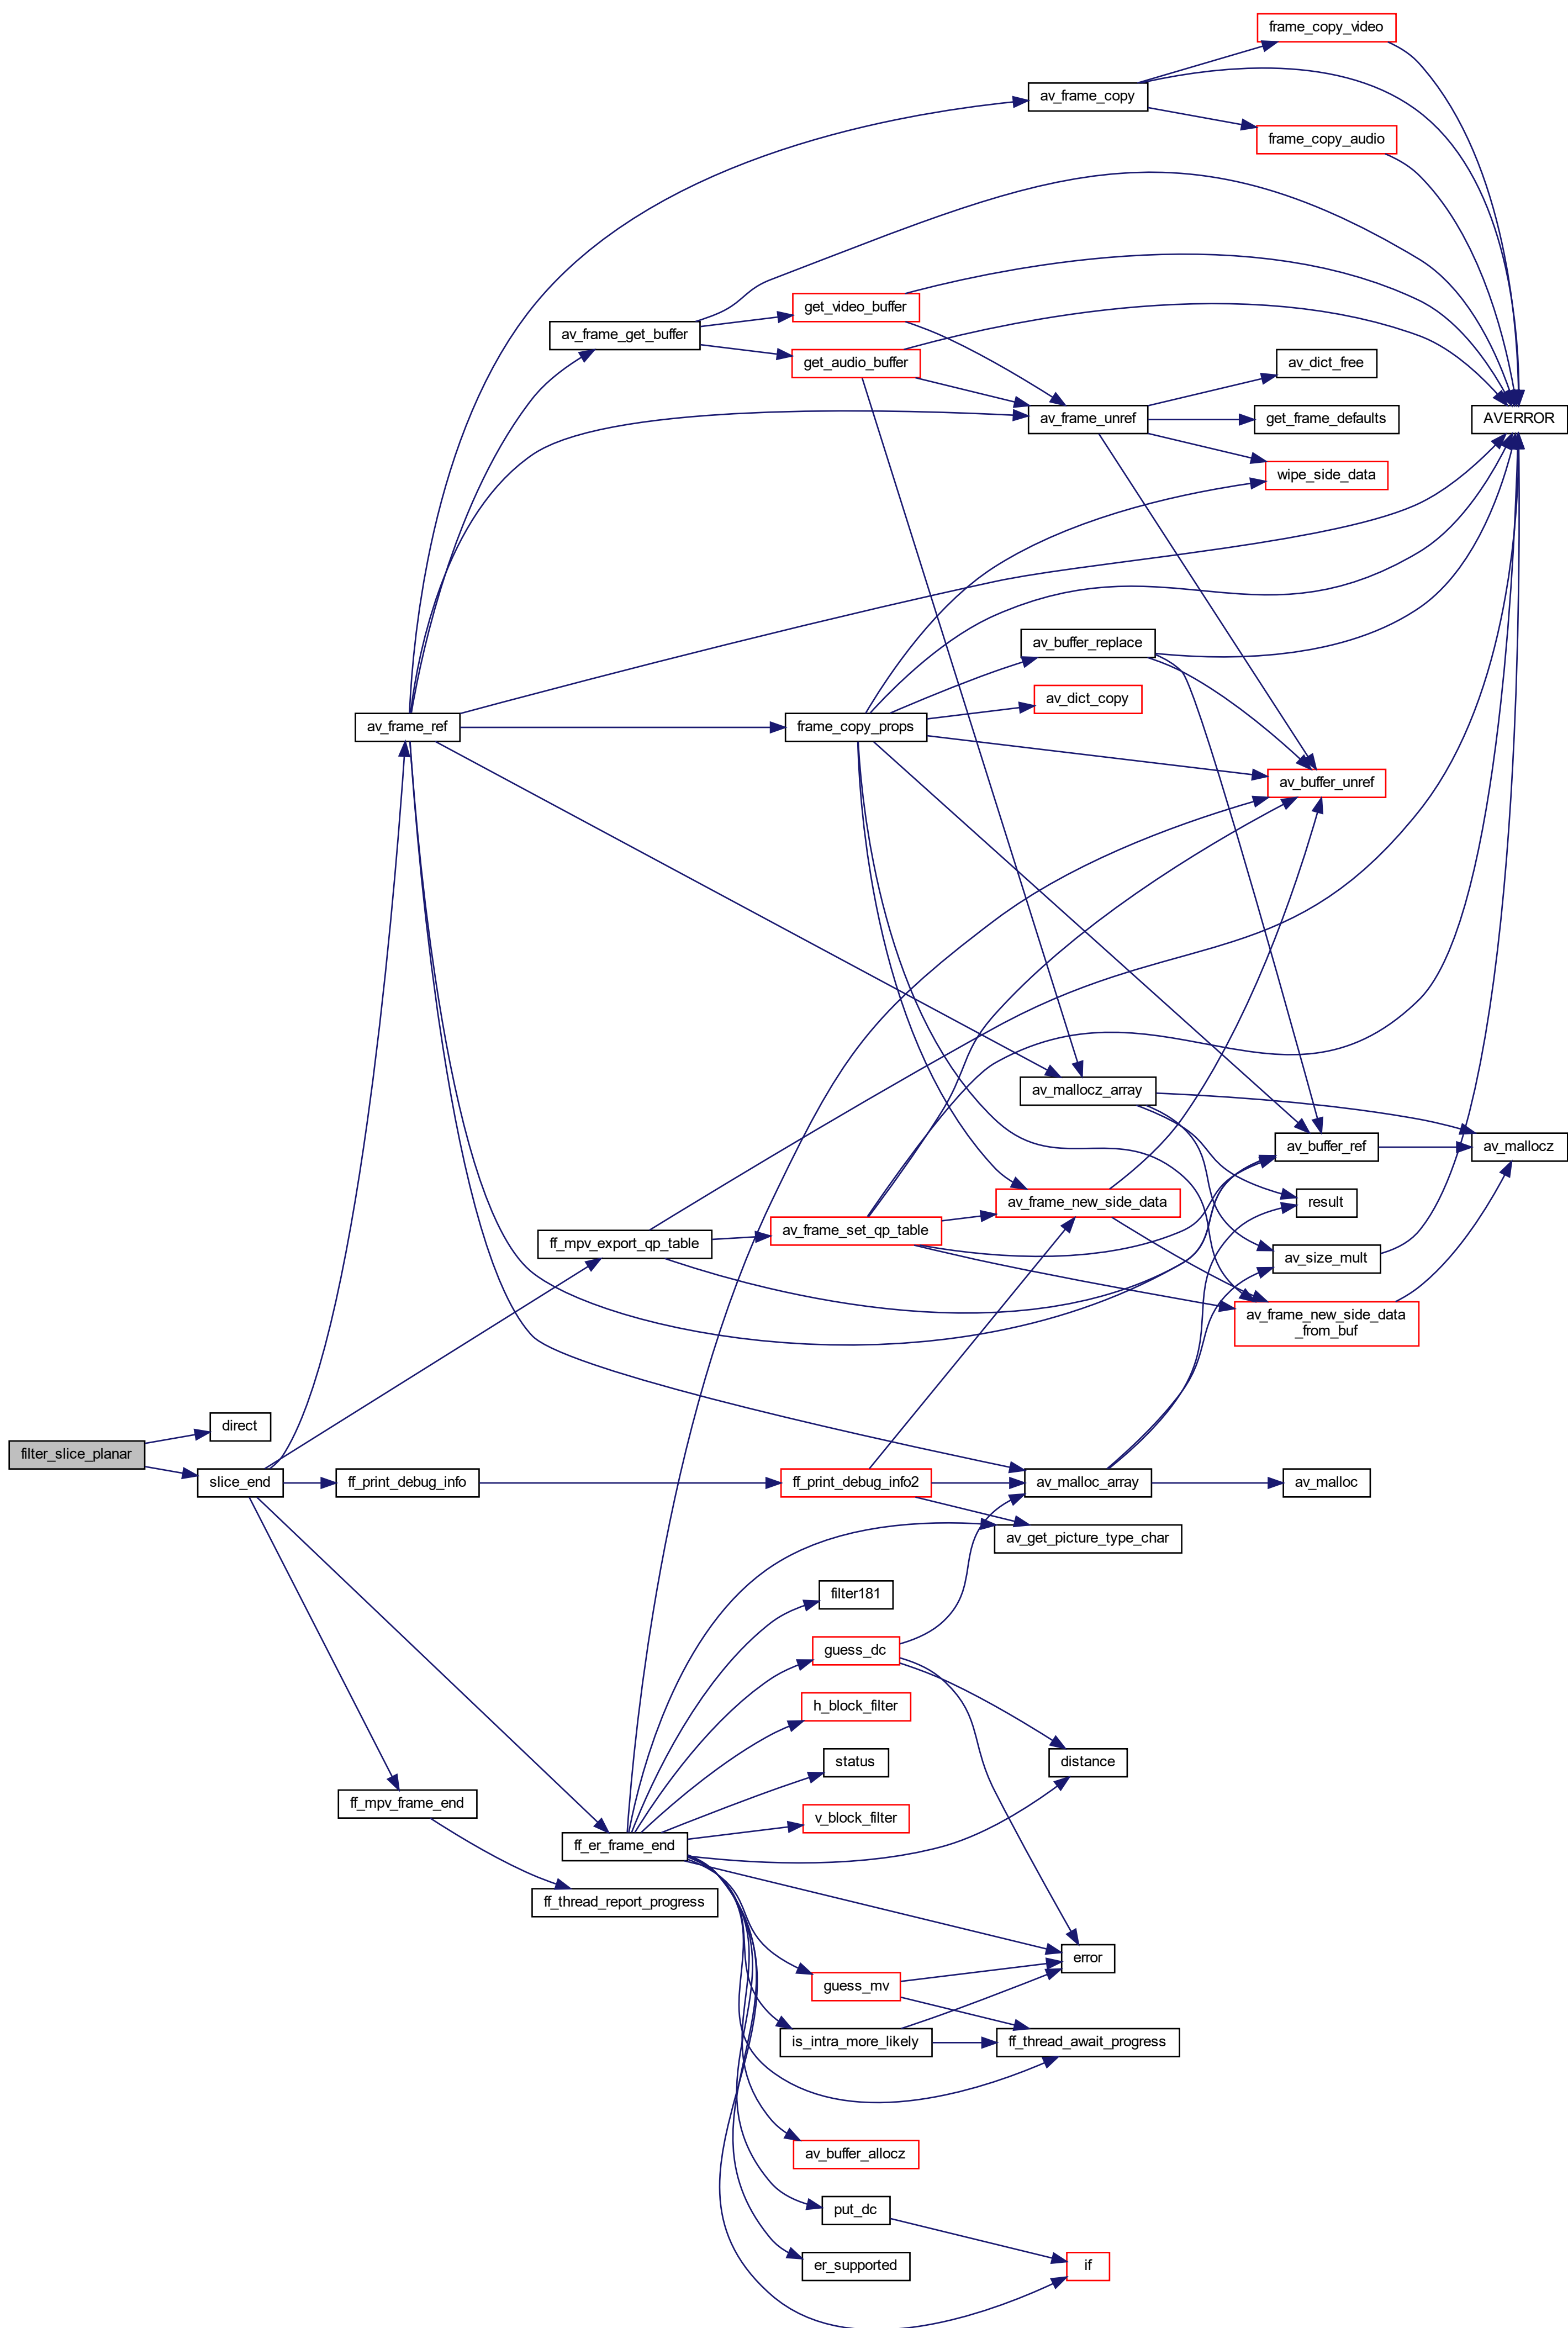 frame_copy_video
av_frame_copy
frame_copy_audio
get_video_buffer
av_frame_get_buffer
get_audio_buffer
av_dict_free
av_frame_unref
get_frame_defaults
AVERROR
wipe_side_data
av_buffer_replace
av_dict_copy
av_frame_ref
frame_copy_props
av_buffer_unref
av_mallocz_array
av_buffer_ref
av_mallocz
av_frame_new_side_data
result
av_frame_set_qp_table
ff_mpv_export_qp_table
av_size_mult
av_frame_new_side_data
_from_buf
direct
filter_slice_planar
slice_end
ff_print_debug_info
ff_print_debug_info2
av_malloc_array
av_malloc
av_get_picture_type_char
filter181
guess_dc
h_block_filter
status
distance
ff_mpv_frame_end
v_block_filter
ff_er_frame_end
ff_thread_report_progress
error
guess_mv
is_intra_more_likely
ff_thread_await_progress
av_buffer_allocz
put_dc
er_supported
if